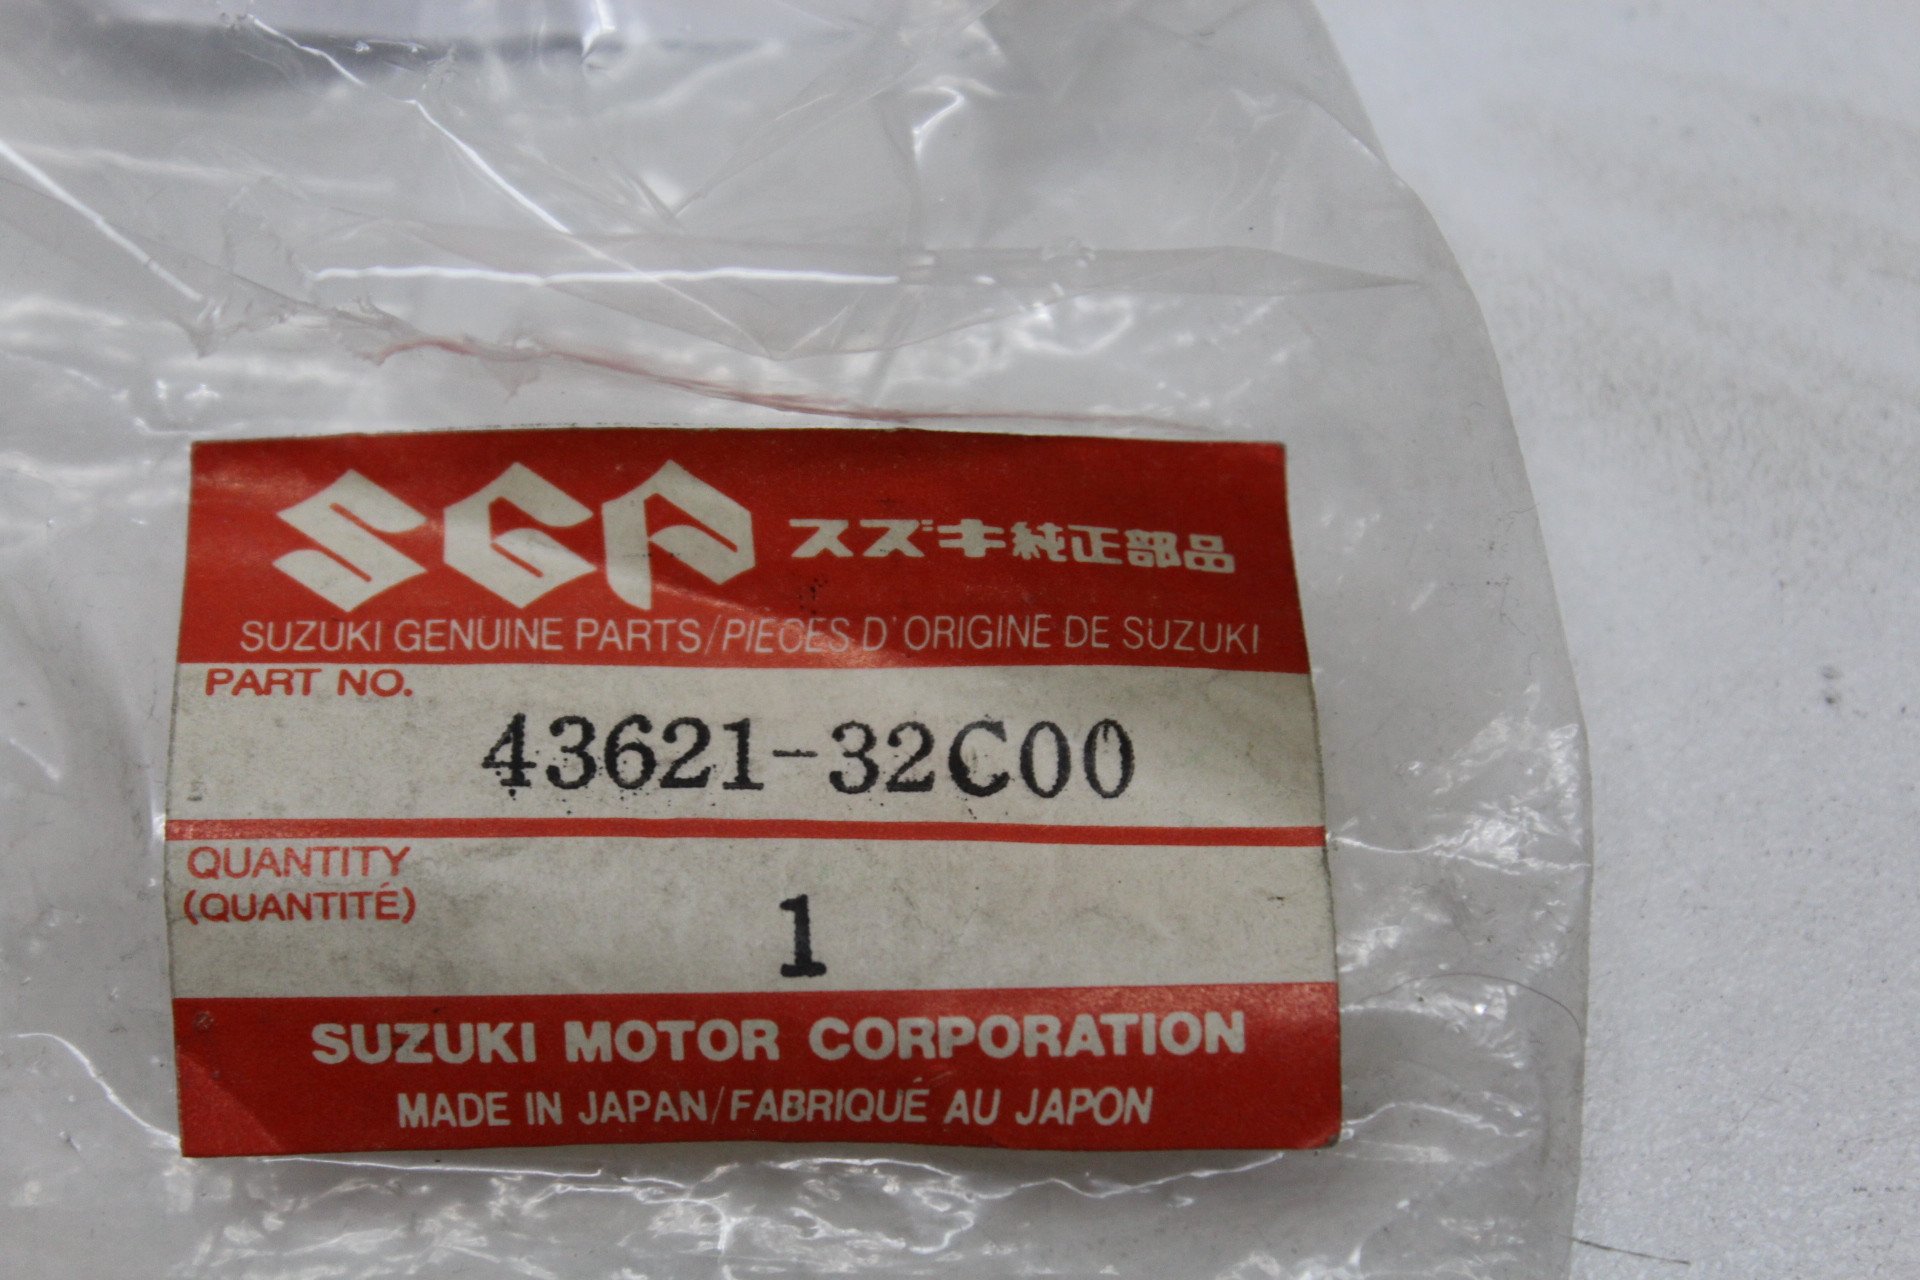 SGP スズキ純正部品
SUZUKI GENUINE PARTS/PIECES D'ORIGINE DE SUZUKI
PART NO.
43621-32C00
QUANTITY
(QUANTITÉ)
1
SUZUKI MOTOR CORPORATION
MADE IN JAPAN/FABRIQUÉ AU JAPON